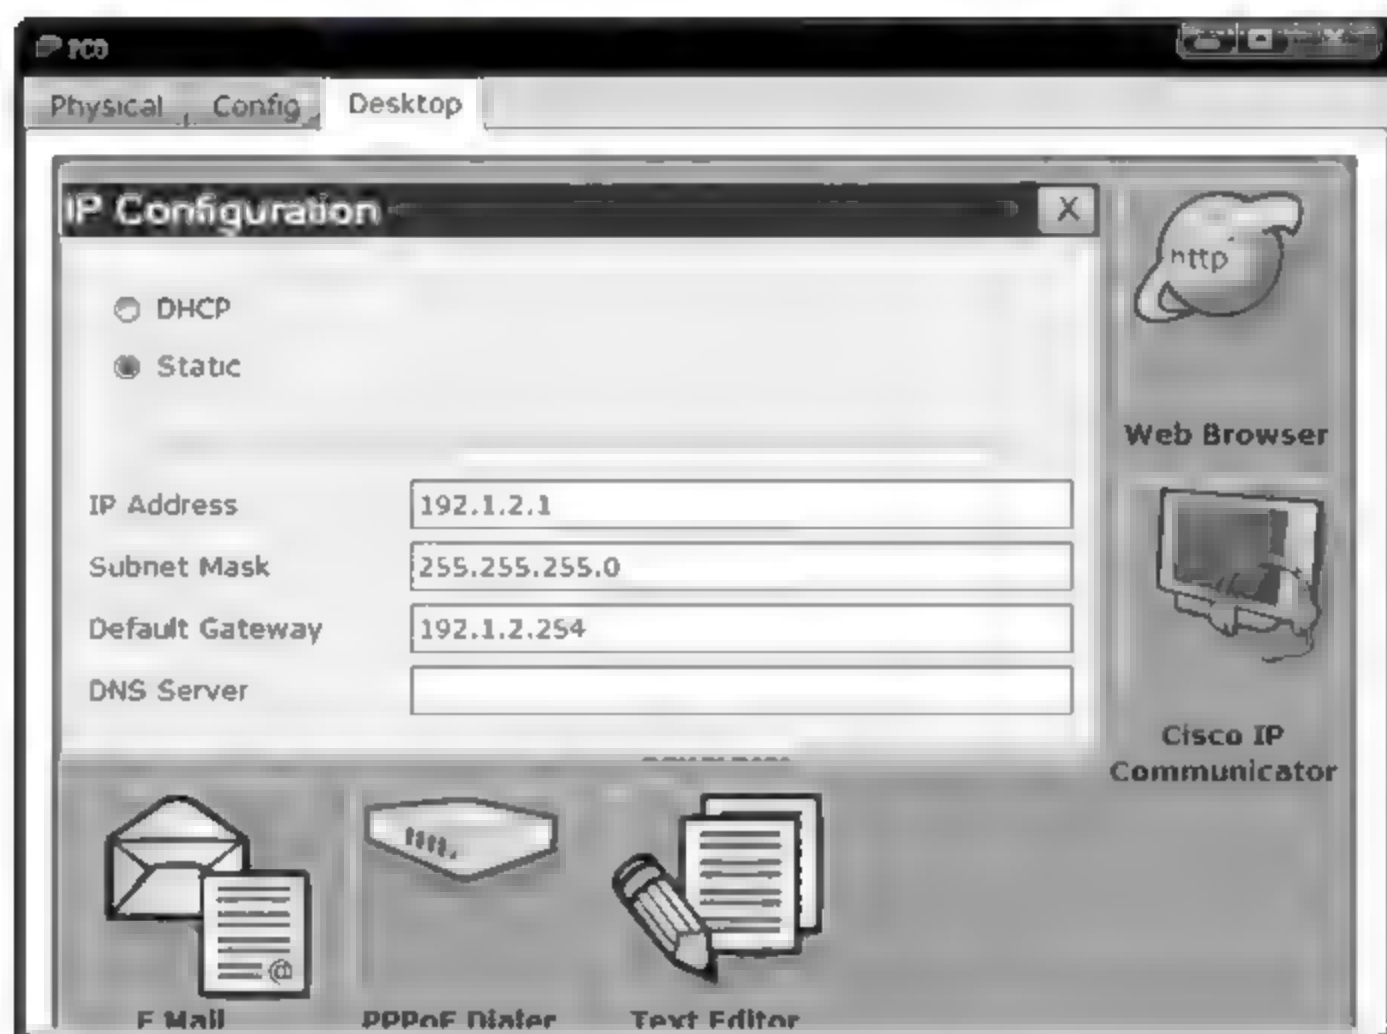 PC0
Physical Config Desktop
IP Configuration X
http
DHCP
Static
Web Browser
IP Address 192.1.2.1
Subnet Mask 255.255.255.0
Default Gateway 192.1.2.254
DNS Server
Cisco IP
Communicator
@
E Mail PPPoE Dialer Text Editor